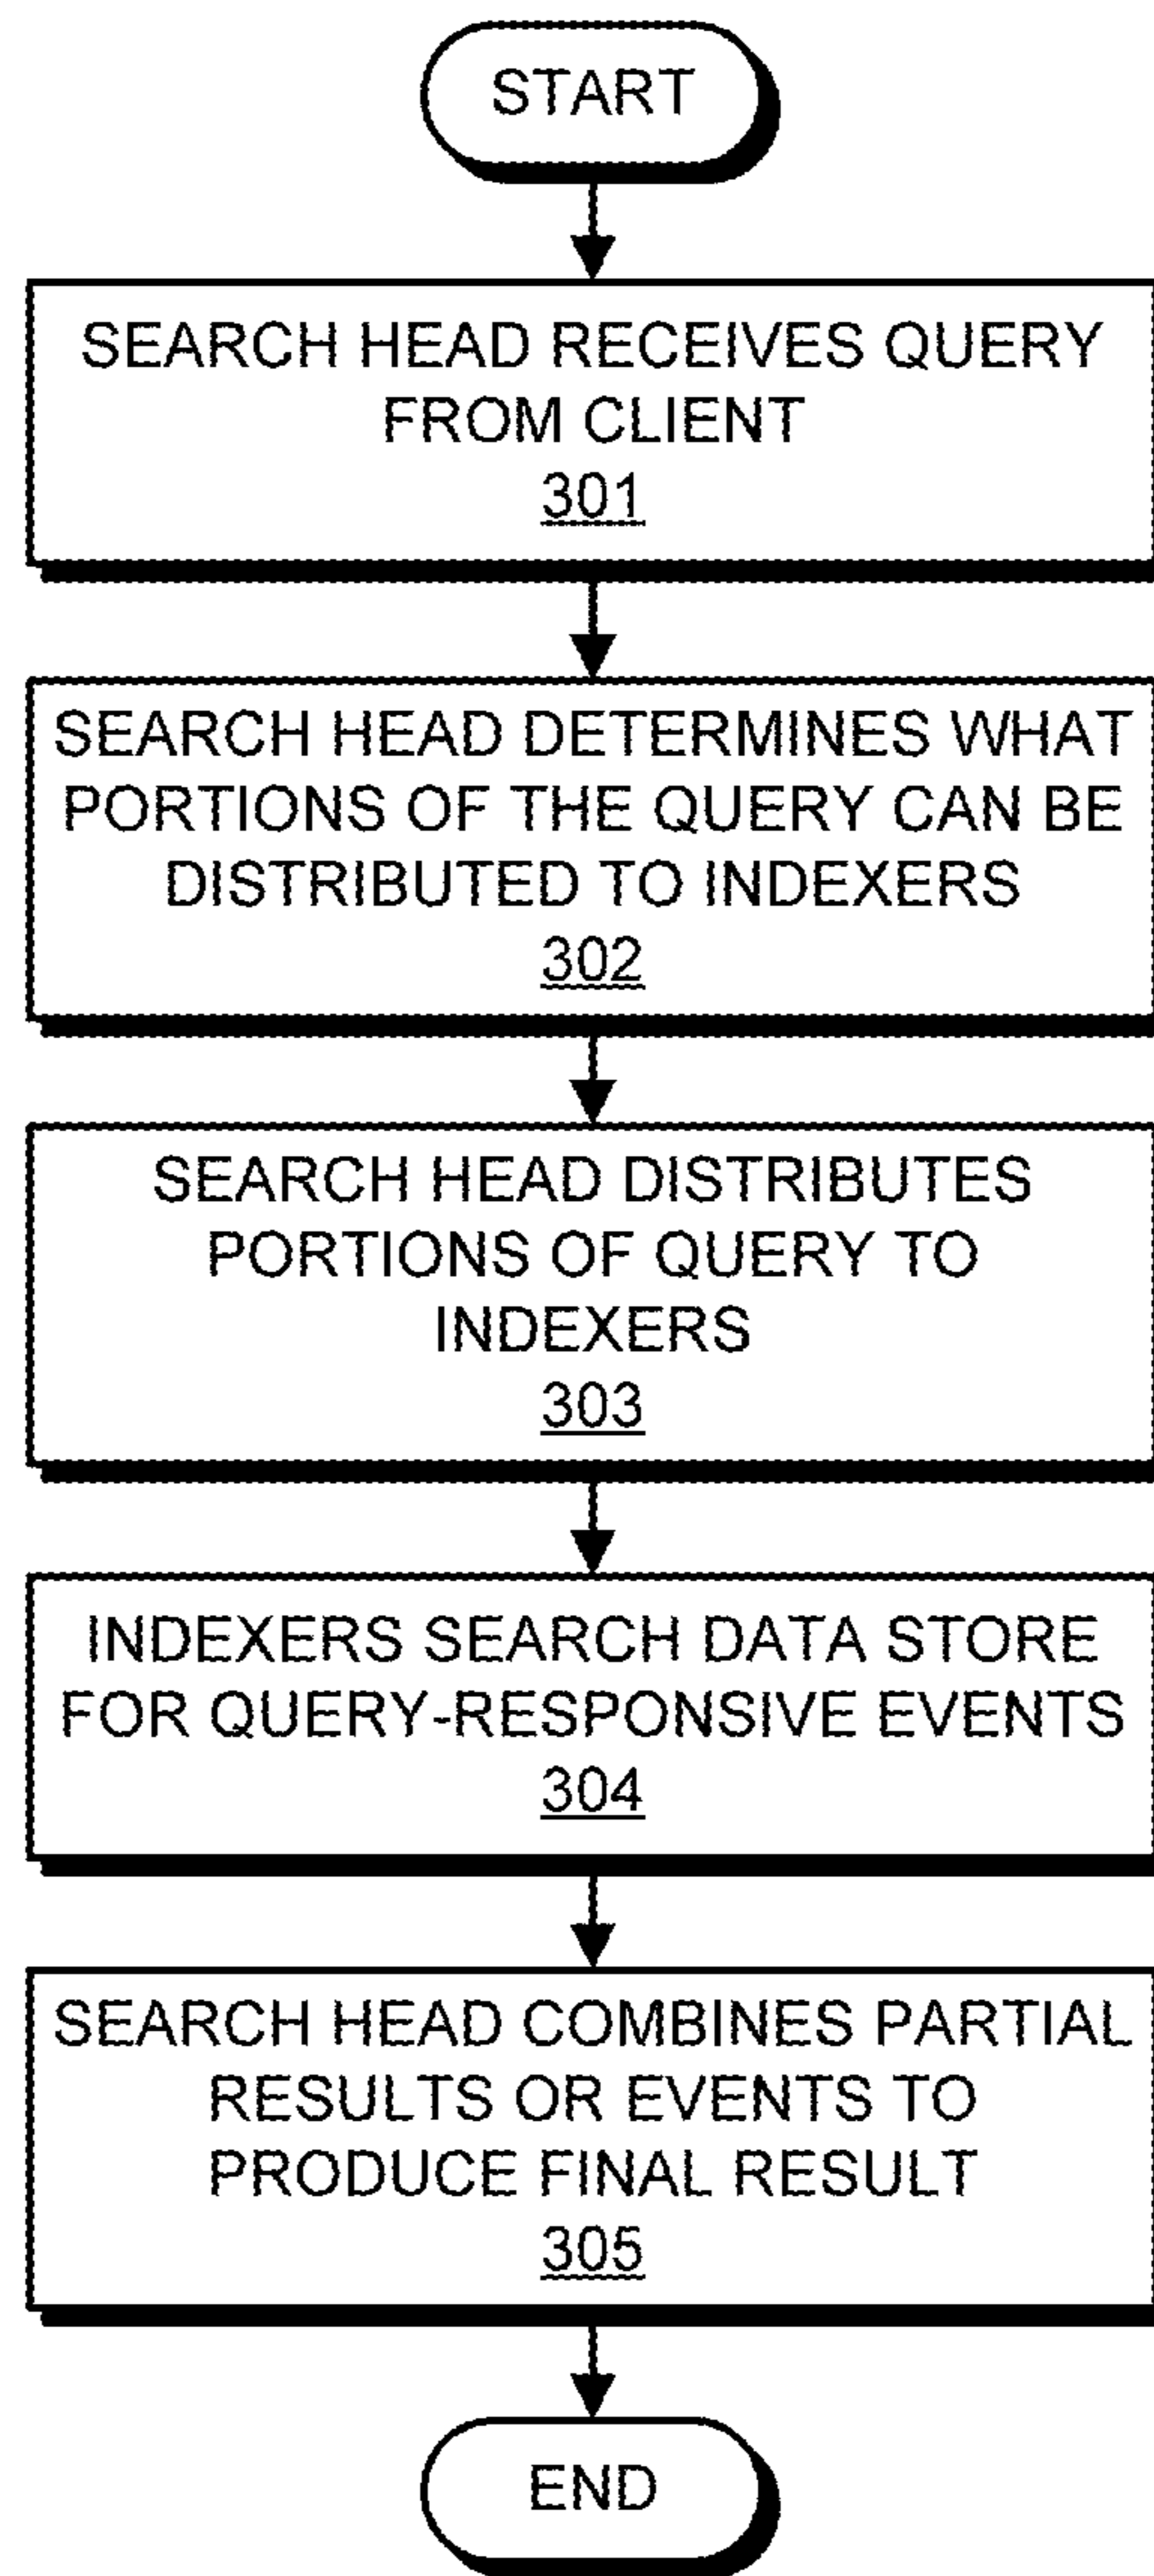 START
SEARCH HEAD RECEIVES QUERY
FROM CLIENT
301
SEARCH HEAD DETERMINES WHAT
PORTIONS OF THE QUERY CAN BE
DISTRIBUTED TO INDEXERS
302
SEARCH HEAD DISTRIBUTES
PORTIONS OF QUERY TO
INDEXERS
303
INDEXERS SEARCH DATA STORE
FOR QUERY-RESPONSIVE EVENTS
304
SEARCH HEAD COMBINES PARTIAL
RESULTS OR EVENTS TO
PRODUCE FINAL RESULT
305
END